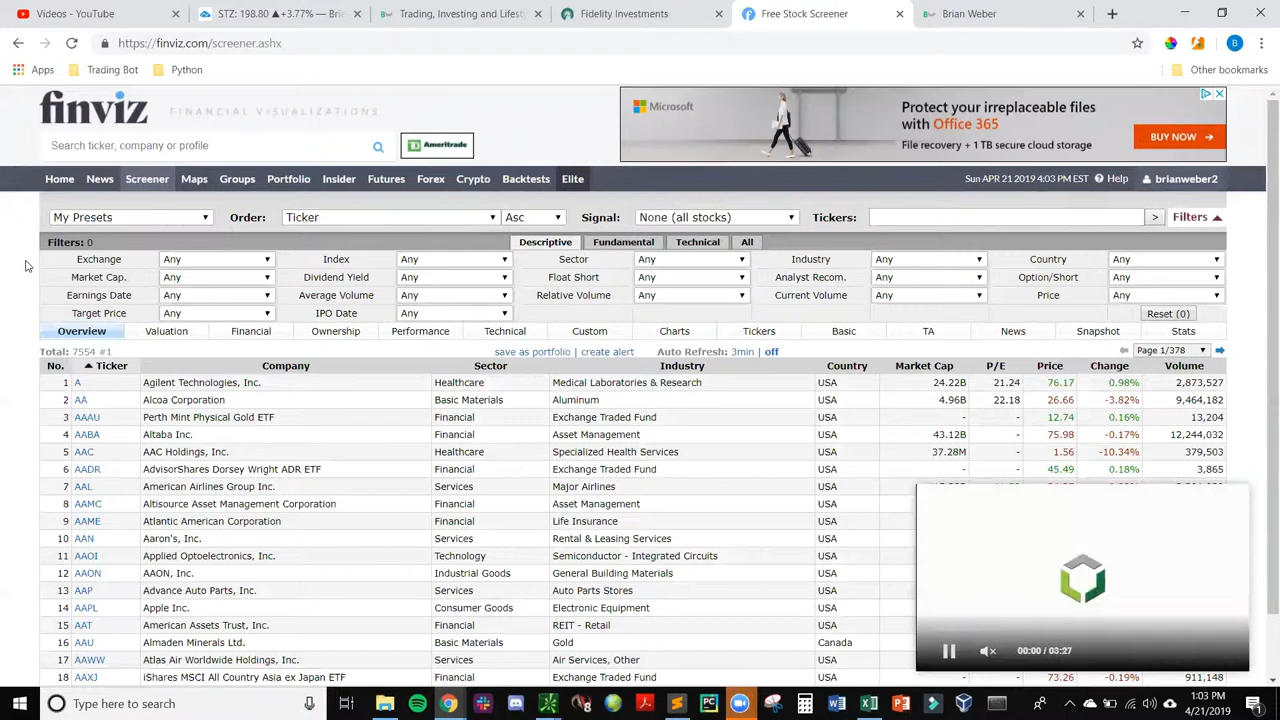 Videos - YouTube
STZ: 198.80 ▲+3.77% — Brie
Trading, Investing and Lifest
Fidelity Investments
Free Stock Screener
Brian Weber
https://finviz.com/screener.ashx
B
Apps
Trading Bot
Python
Other bookmarks
finviz FINANCIAL VISUALIZATIONS
Microsoft
Protect your irreplaceable files
with Office 365
File recovery + 1 TB secure cloud storage
BUY NOW
Search ticker, company or profile
Ameritrade
Home News Screener Maps Groups Portfolio Insider Futures Forex Crypto Backtests Elite
Sun APR 21 2019 4:03 PM EST Help brianweber2
My Presets Order: Ticker Asc Signal: None (all stocks) Tickers: > Filters
Filters: 0 Descriptive Fundamental Technical All
Exchange Any Index Any Sector Any Industry Any Country Any
Market Cap. Any Dividend Yield Any Float Short Any Analyst Recom. Any Option/Short Any
Earnings Date Any Average Volume Any Relative Volume Any Current Volume Any Price Any
Target Price Any IPO Date Any Reset (0)
Overview Valuation Financial Ownership Performance Technical Custom Charts Tickers Basic TA News Snapshot Stats
Total: 7554 #1 save as portfolio | create alert Auto Refresh: 3min | off Page 1/378
No. Ticker Company Sector Industry Country Market Cap P/E Price Change Volume
1 A Agilent Technologies, Inc. Healthcare Medical Laboratories & Research USA 24.22B 21.24 76.17 0.98% 2,873,527
2 AA Alcoa Corporation Basic Materials Aluminum USA 4.96B 22.18 26.66 -3.82% 9,464,182
3 AAAU Perth Mint Physical Gold ETF Financial Exchange Traded Fund USA - - 12.74 0.16% 13,204
4 AABA Altaba Inc. Financial Asset Management USA 43.12B - 75.98 -0.17% 12,244,032
5 AAC AAC Holdings, Inc. Healthcare Specialized Health Services USA 37.28M - 1.56 -10.34% 379,503
6 AADR AdvisorShares Dorsey Wright ADR ETF Financial Exchange Traded Fund USA - - 45.49 0.18% 3,865
7 AAL American Airlines Group Inc. Services Major Airlines USA
8 AAMC Altisource Asset Management Corporation Financial Asset Management USA
9 AAME Atlantic American Corporation Financial Life Insurance USA
10 AAN Aaron's, Inc. Services Rental & Leasing Services USA
11 AAOI Applied Optoelectronics, Inc. Technology Semiconductor - Integrated Circuits USA
12 AAON AAON, Inc. Industrial Goods General Building Materials USA
13 AAP Advance Auto Parts, Inc. Services Auto Parts Stores USA
14 AAPL Apple Inc. Consumer Goods Electronic Equipment USA
15 AAT American Assets Trust, Inc. Financial REIT - Retail USA
16 AAU Almaden Minerals Ltd. Basic Materials Gold Canada
17 AAWW Atlas Air Worldwide Holdings, Inc. Services Air Services, Other USA
18 AAXJ iShares MSCI All Country Asia ex Japan ETF Financial Exchange Traded Fund USA 73.26 -0.19% 911,148
00:00 / 03:27
Type here to search
1:03 PM
4/21/2019